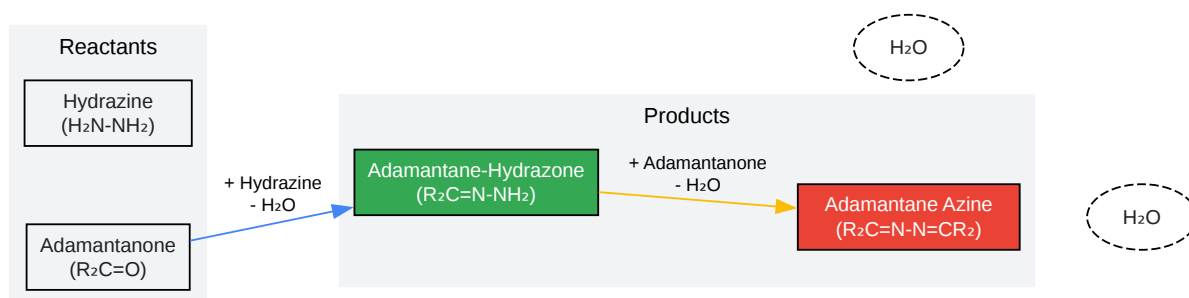 Reactants
Hydrazine
(H₂N-NH₂)
Adamantanone
(R₂C=O)
+ Hydrazine
- H₂O
Products
Adamantane-Hydrazone
(R₂C=N-NH₂)
+ Adamantanone
- H₂O
Adamantane Azine
(R₂C=N-N=CR₂)
H₂O
H₂O